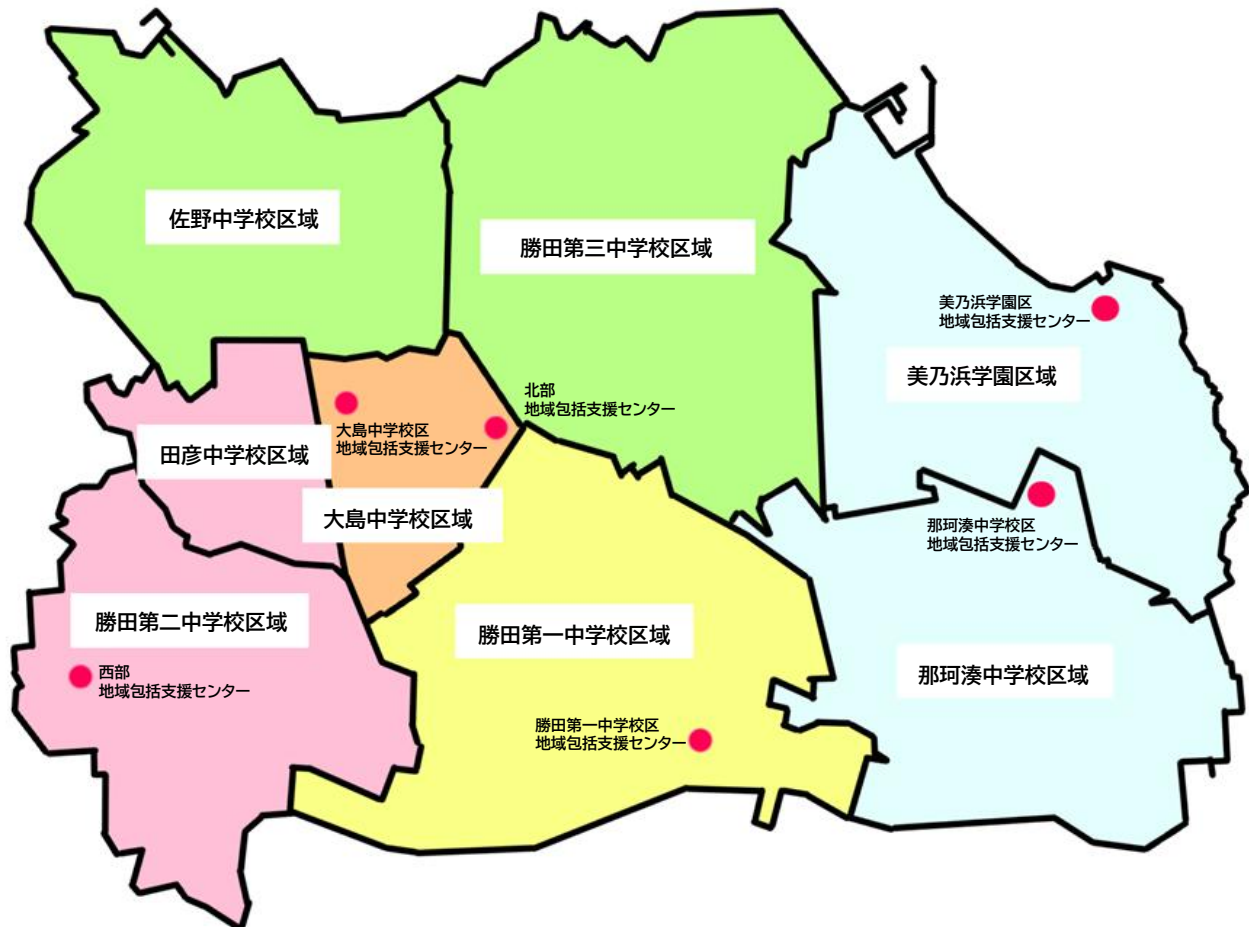 佐野中学校区域
勝田第三中学校区域
美乃浜学園区
地域包括支援センター
美乃浜学園区域
北部
地域包括支援センター
大島中学校区
地域包括支援センター
田彦中学校区域
大島中学校区域
那珂湊中学校区
地域包括支援センター
勝田第二中学校区域
勝田第一中学校区域
西部
地域包括支援センター
那珂湊中学校区域
勝田第一中学校区
地域包括支援センター